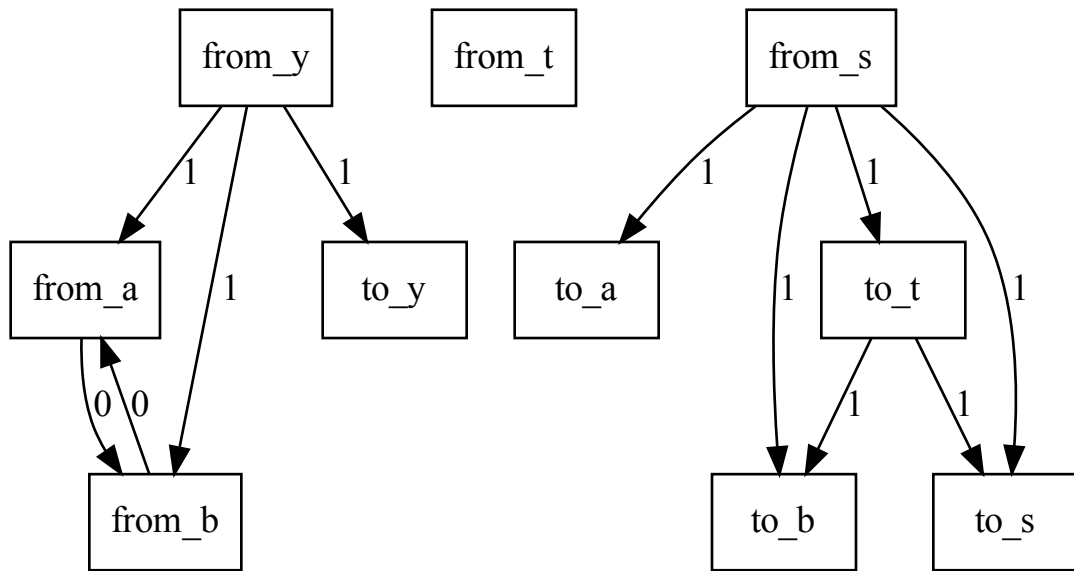 from_y
from_t
from_s
1
1
1
1
from_a
to_y
to_a
to_t
1
1
1
0
0
1
1
from_b
to_b
to_s